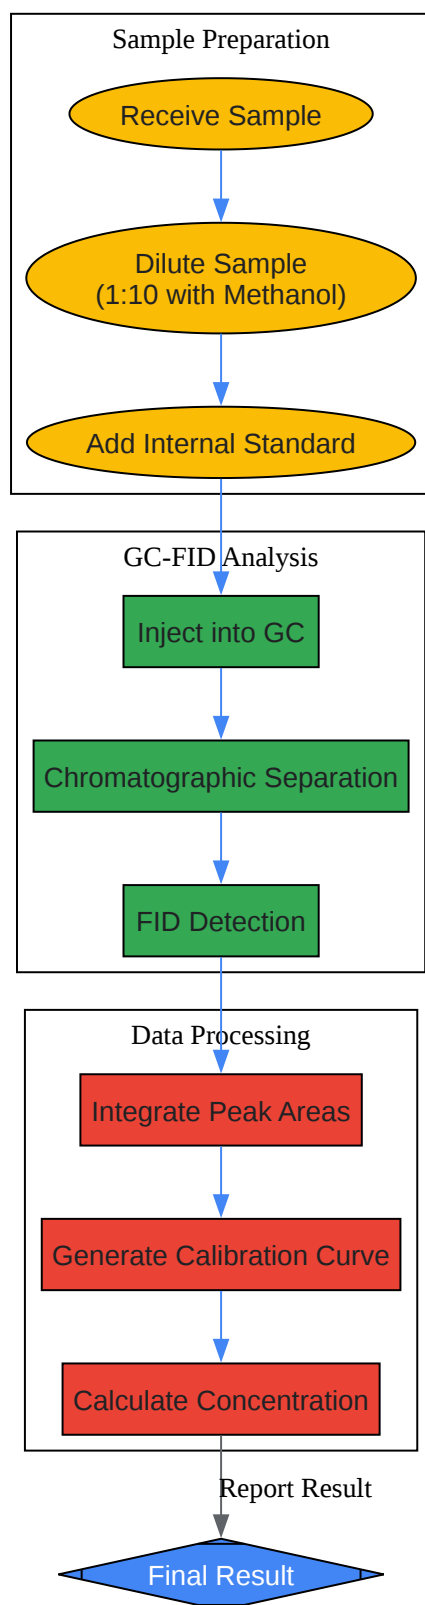 Sample Preparation
Receive Sample
Dilute Sample
(1:10 with Methanol)
Add Internal Standard
GC-FID Analysis
Inject into GC
Chromatographic Separation
FID Detection
Data Processing
Integrate Peak Areas
Generate Calibration Curve
Calculate Concentration
Report Result
Final Result